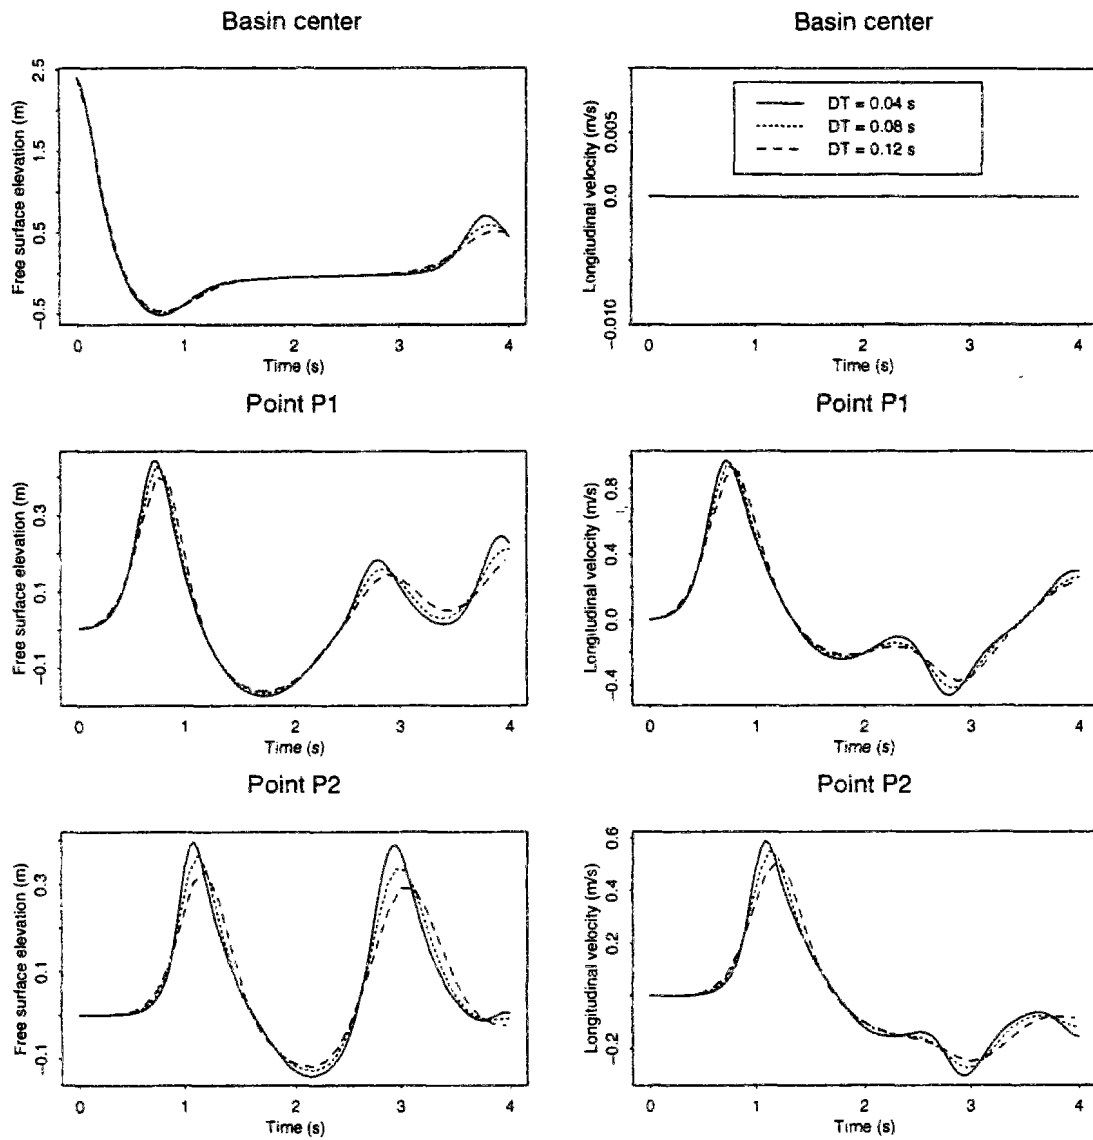 Basin center
Free surface elevation (m)
2.5
1.5
0.5
−0.5
0 1 2 3 4
Time (s)
Basin center
Longitudinal velocity (m/s)
0.005
0.0
−0.010
DT = 0.04 s
DT = 0.08 s
DT = 0.12 s
0 1 2 3 4
Time (s)
Point P1
Free surface elevation (m)
0.3
0.1
−0.1
0 1 2 3 4
Time (s)
Point P1
Longitudinal velocity (m/s)
0.8
0.4
0.0
−0.4
0 1 2 3 4
Time (s)
Point P2
Free surface elevation (m)
0.3
0.1
−0.1
0 1 2 3 4
Time (s)
Point P2
Longitudinal velocity (m/s)
0.6
0.4
0.2
−0.2
0 1 2 3 4
Time (s)